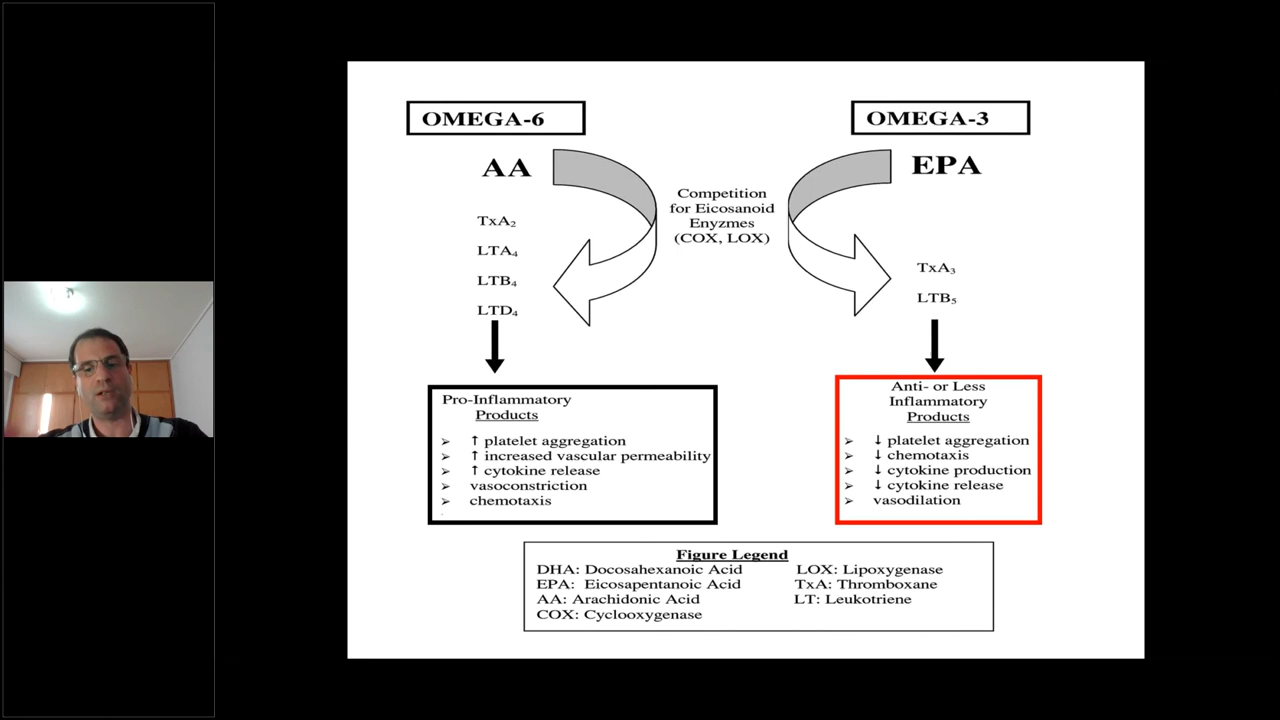 OMEGA-6
OMEGA-3
AA
EPA
Competition
for Eicosanoid
Enyzmes
(COX, LOX)
TxA₂
LTA₄
LTB₄
LTD₄
TxA₃
LTB₅
Pro-Inflammatory
Products
➢ ↑ platelet aggregation
➢ ↑ increased vascular permeability
➢ ↑ cytokine release
➢ vasoconstriction
➢ chemotaxis
Anti- or Less
Inflammatory
Products
➢ ↓ platelet aggregation
➢ ↓ chemotaxis
➢ ↓ cytokine production
➢ ↓ cytokine release
➢ vasodilation
Figure Legend
DHA: Docosahexanoic Acid LOX: Lipoxygenase
EPA: Eicosapentanoic Acid TxA: Thromboxane
AA: Arachidonic Acid LT: Leukotriene
COX: Cyclooxygenase